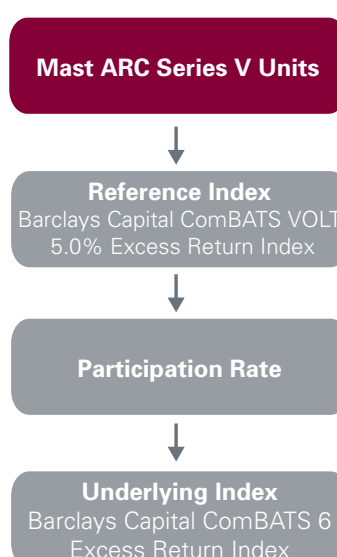 Mast ARC Series V Units
Reference Index
Barclays Capital ComBATS VOLT
5.0% Excess Return Index
Participation Rate
Underlying Index
Barclays Capital ComBATS 6
Excess Return Index